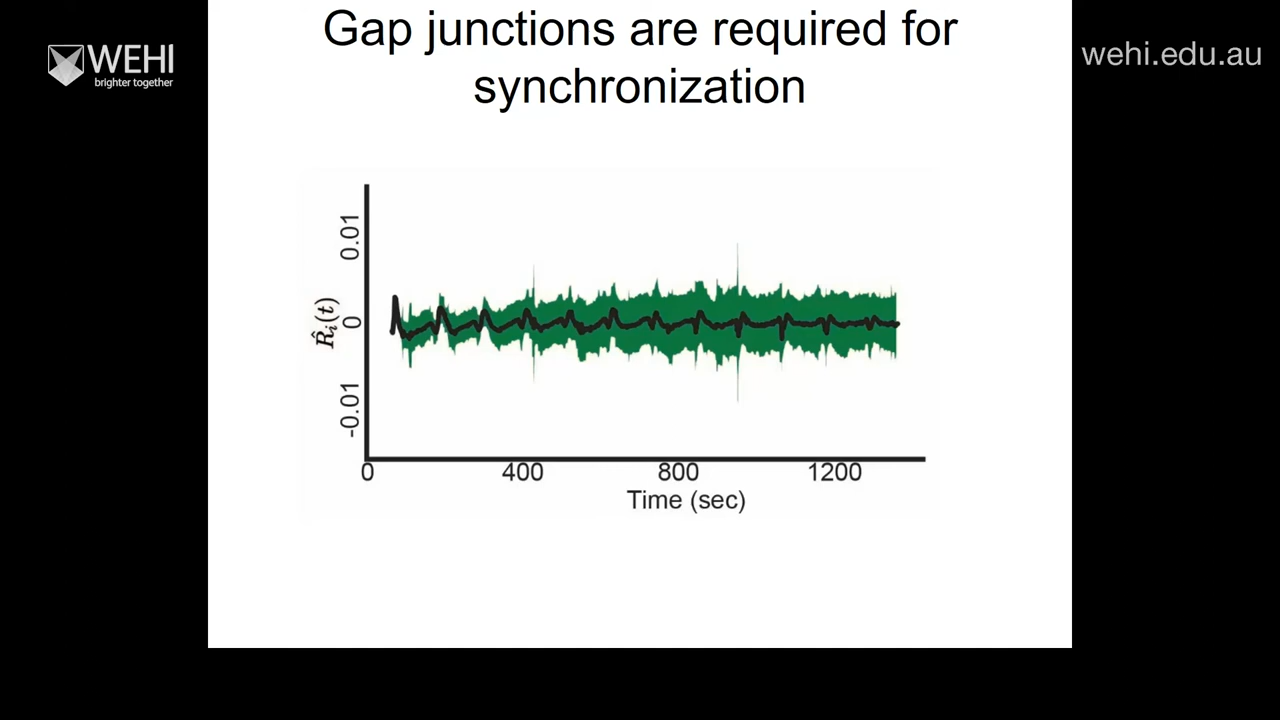 Gap junctions are required for
synchronization
WEHI
brighter together
wehi.edu.au
0.01
0
-0.01
R̂ᵢ(t)
0 400 800 1200
Time (sec)